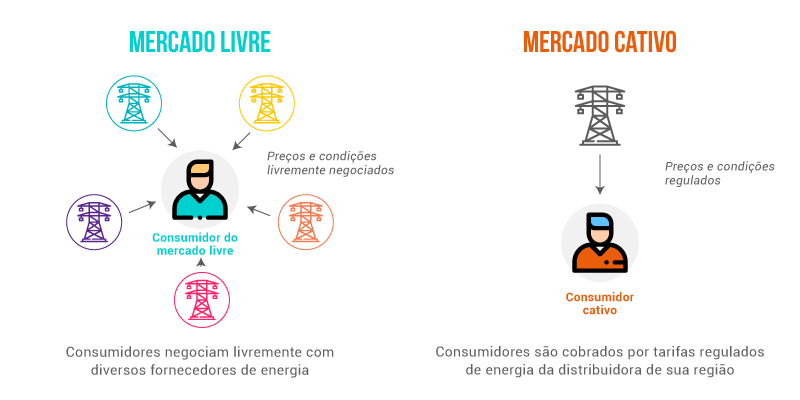 MERCADO LIVRE
Preços e condições
livremente negociados
Consumidor do
mercado livre
Consumidores negociam livremente com
diversos fornecedores de energia
MERCADO CATIVO
Preços e condições
regulados
Consumidor
cativo
Consumidores são cobrados por tarifas regulados
de energia da distribuidora de sua região